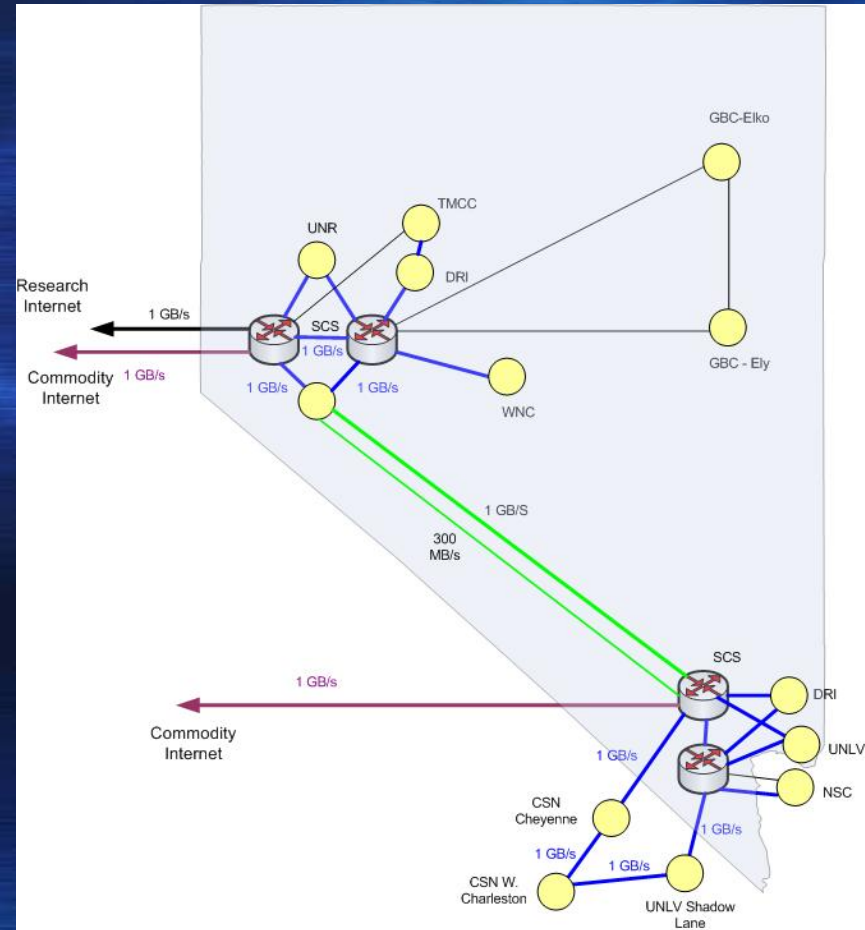 GBC-Elko
TMCC
UNR
DRI
Research
Internet
1 GB/s
SCS
1 GB/s
Commodity
Internet
1 GB/s
1 GB/s
1 GB/s
GBC - Ely
WNC
1 GB/S
300
MB/s
SCS
1 GB/s
DRI
Commodity
Internet
UNLV
1 GB/s
NSC
CSN
Cheyenne
1 GB/s
1 GB/s
1 GB/s
CSN W.
Charleston
UNLV Shadow
Lane